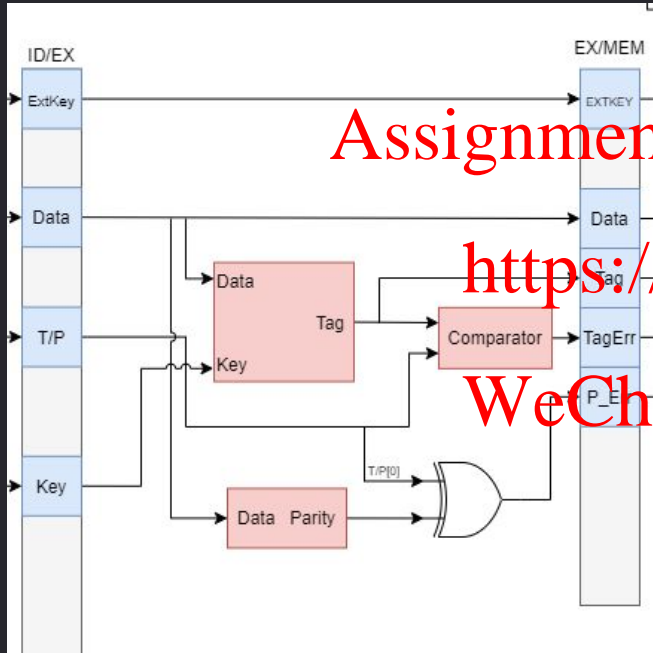 ID/EX
EX/MEM
ExtKey
EXTKEY
Assignmen
Data
Data
Data
https:/
Tag
Tag
T/P
Comparator
TagErr
Key
WeCh
T/P[0]
Key
Data Parity